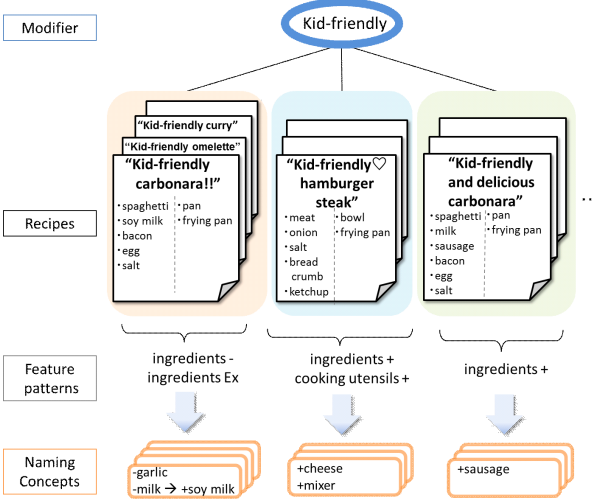 Modifier
Kid-friendly
Recipes
“Kid-friendly curry”
“Kid-friendly omelette”
“Kid-friendly
carbonara!!”
・spaghetti
・soy milk
・bacon
・egg
・salt
・pan
・frying pan
“Kid-friendly♡
hamburger
steak”
・meat
・onion
・salt
・bread
crumb
・ketchup
・bowl
・frying pan
“Kid-friendly
and delicious
carbonara”
・spaghetti
・milk
・sausage
・bacon
・egg
・salt
・pan
・frying pan
..
Feature
patterns
ingredients -
ingredients Ex
ingredients +
cooking utensils +
ingredients +
Naming
Concepts
-garlic
-milk → +soy milk
+cheese
+mixer
+sausage